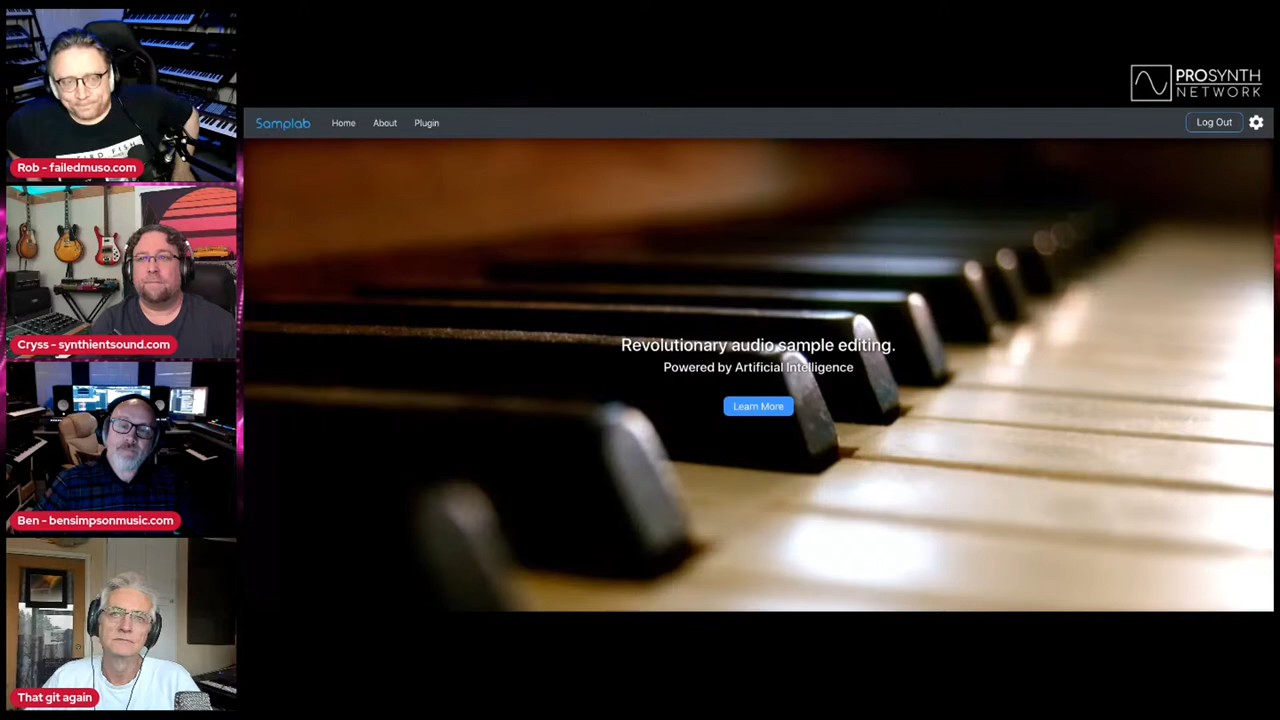 PROSYNTH
NETWORK
Samplab Home About Plugin Log Out
Revolutionary audio sample editing.
Powered by Artificial Intelligence
Learn More
Rob - failedmuso.com
Cryss - synthientsound.com
Ben - bensimpsonmusic.com
That git again